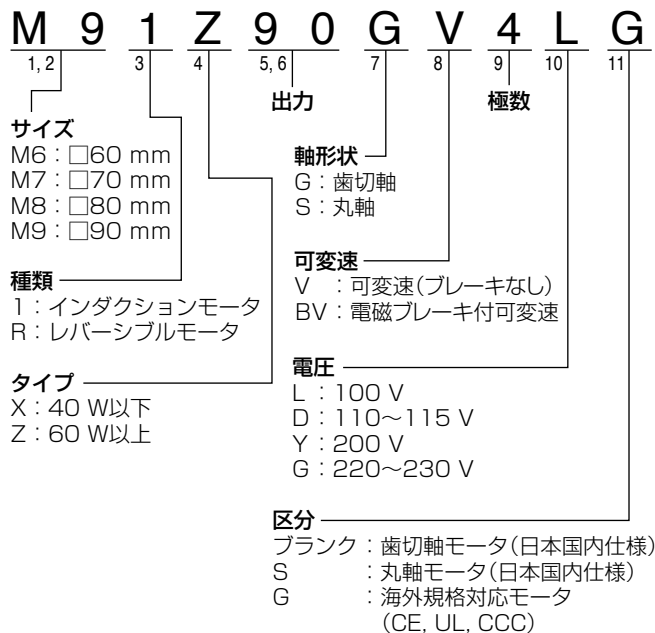 M 9 1 Z 9 0 G V 4 L G
1, 2 3 4 5, 6 7 8 9 10 11
出力 極数
サイズ
M6：□60 mm
M7：□70 mm
M8：□80 mm
M9：□90 mm
軸形状
G：歯切軸
S：丸軸
種類
1：インダクションモータ
R：レバーシブルモータ
可変速
V ：可変速(ブレーキなし)
BV：電磁ブレーキ付可変速
タイプ
X：40 W以下
Z：60 W以上
電圧
L：100 V
D：110～115 V
Y：200 V
G：220～230 V
区分
ブランク：歯切軸モータ(日本国内仕様)
S ：丸軸モータ(日本国内仕様)
G ：海外規格対応モータ
(CE, UL, CCC)